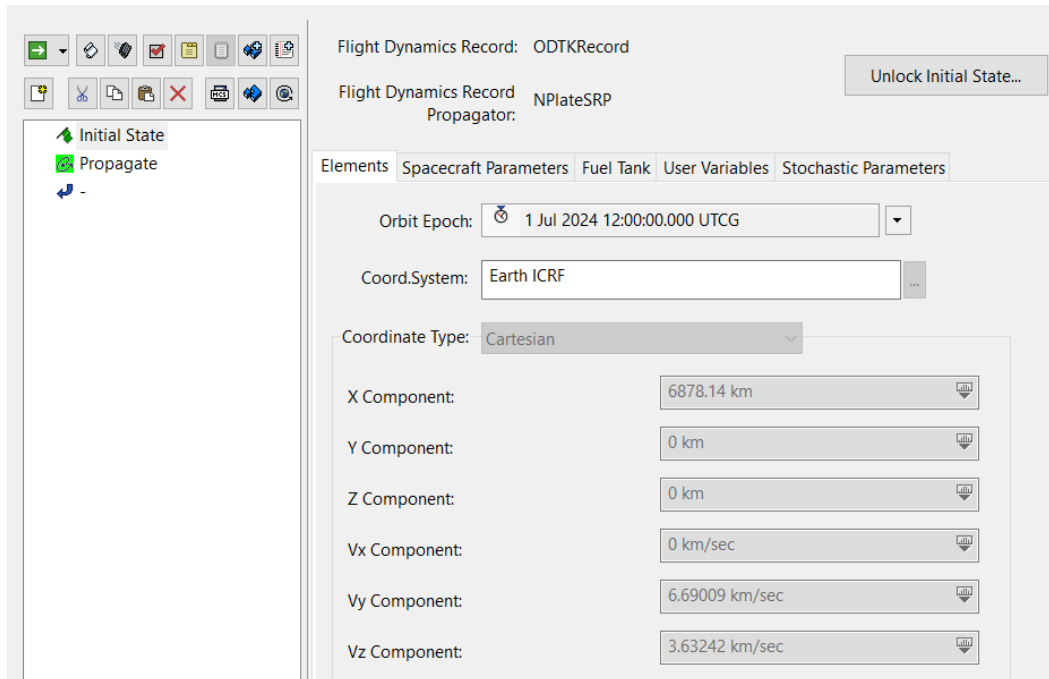 Flight Dynamics Record: ODTKRecord
Unlock Initial State...
Flight Dynamics Record
Propagator: NPlateSRP
Initial State
Propagate
-
Elements Spacecraft Parameters Fuel Tank User Variables Stochastic Parameters
Orbit Epoch: 1 Jul 2024 12:00:00.000 UTCG
Coord.System: Earth ICRF ...
Coordinate Type: Cartesian
X Component: 6878.14 km
Y Component: 0 km
Z Component: 0 km
Vx Component: 0 km/sec
Vy Component: 6.69009 km/sec
Vz Component: 3.63242 km/sec